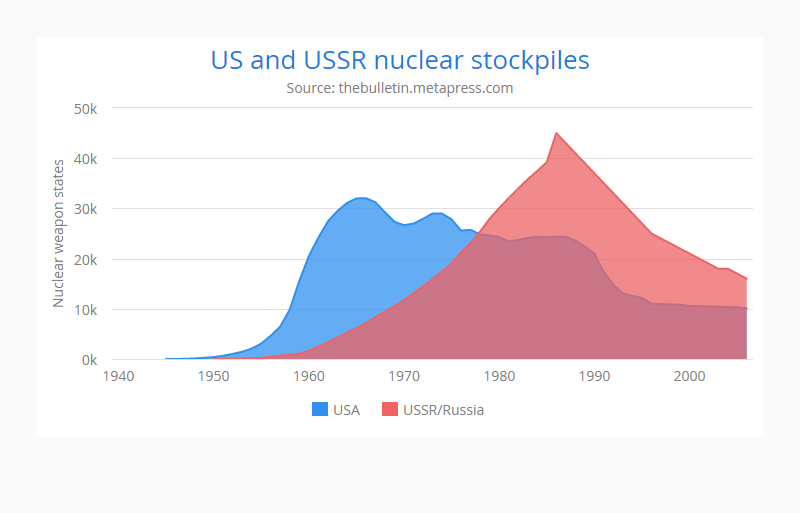 US and USSR nuclear stockpiles
Source: thebulletin.metapress.com
Nuclear weapon states
50k
40k
30k
20k
10k
0k
1940 1950 1960 1970 1980 1990 2000
USA USSR/Russia